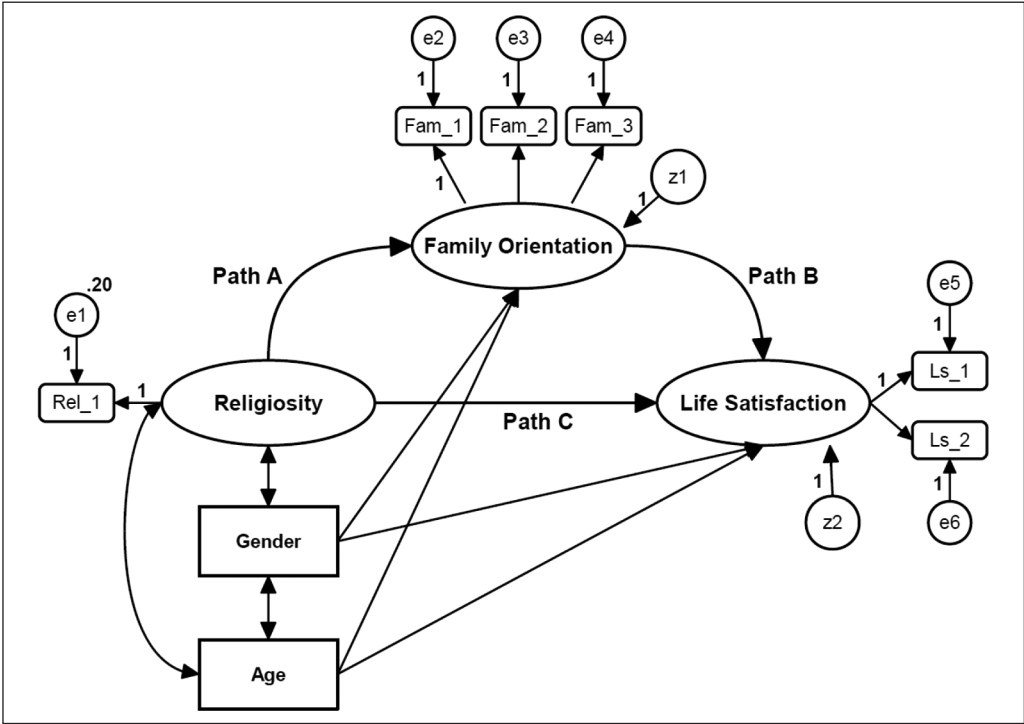 e2
e3
e4
1
1
1
Fam_1
Fam_2
Fam_3
1
z1
1
Family Orientation
Path A
Path B
.20
e1
1
Rel_1
1
Religiosity
Path C
Life Satisfaction
e5
1
1
Ls_1
Ls_2
1
e6
1
z2
Gender
Age